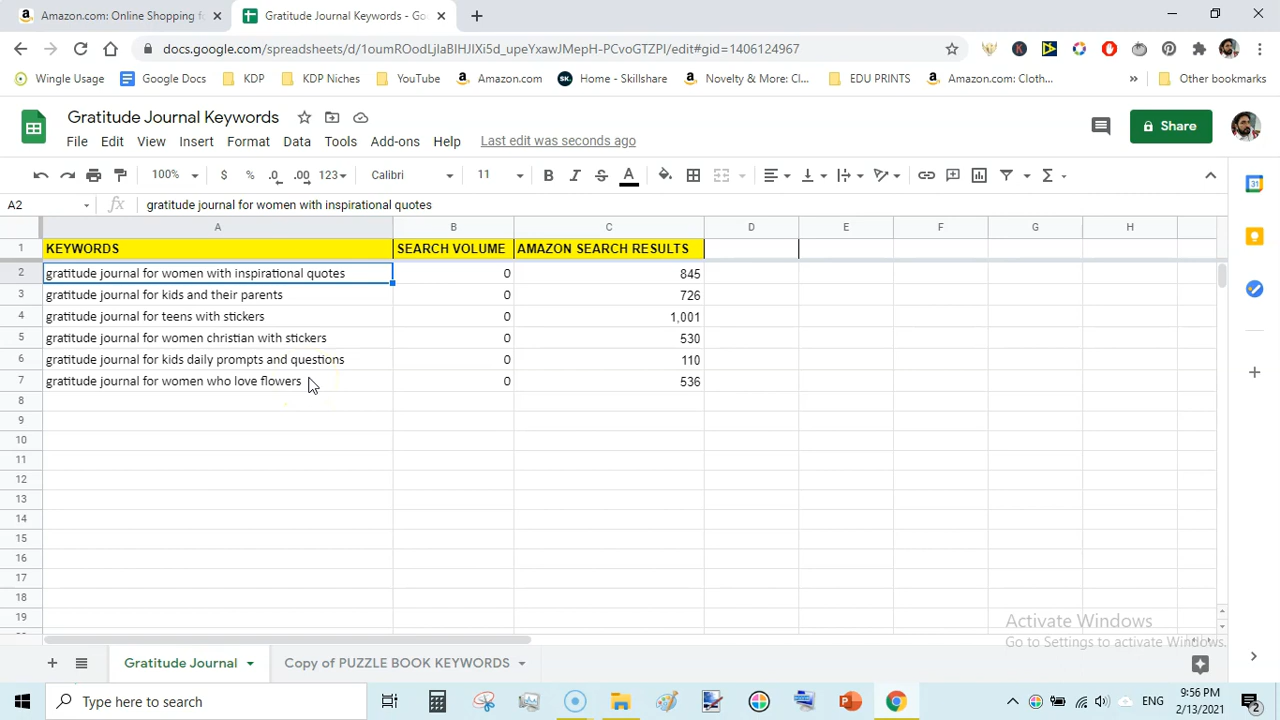 Amazon.com: Online Shopping fo
Gratitude Journal Keywords - Go
docs.google.com/spreadsheets/d/1oumROodLjIaBIHJIXi5d_upeYxawJMepH-PCvoGTZPI/edit#gid=1406124967
Wingle Usage
Google Docs
KDP
KDP Niches
YouTube
Amazon.com
Home - Skillshare
Novelty & More: Cl...
EDU PRINTS
Amazon.com: Cloth...
Other bookmarks
Gratitude Journal Keywords
Share
File Edit View Insert Format Data Tools Add-ons Help Last edit was seconds ago
100% $ % .0 .00 123 Calibri 11 B I S A
A2 fx gratitude journal for women with inspirational quotes
A B C D E F G H
1 KEYWORDS SEARCH VOLUME AMAZON SEARCH RESULTS
2 gratitude journal for women with inspirational quotes 0 845
3 gratitude journal for kids and their parents 0 726
4 gratitude journal for teens with stickers 0 1,001
5 gratitude journal for women christian with stickers 0 530
6 gratitude journal for kids daily prompts and questions 0 110
7 gratitude journal for women who love flowers 0 536
8
9
10
11
12
13
14
15
16
17
18
19
Activate Windows
Go to Settings to activate Windows.
Gratitude Journal
Copy of PUZZLE BOOK KEYWORDS
Type here to search
ENG
9:56 PM
2/13/2021
2